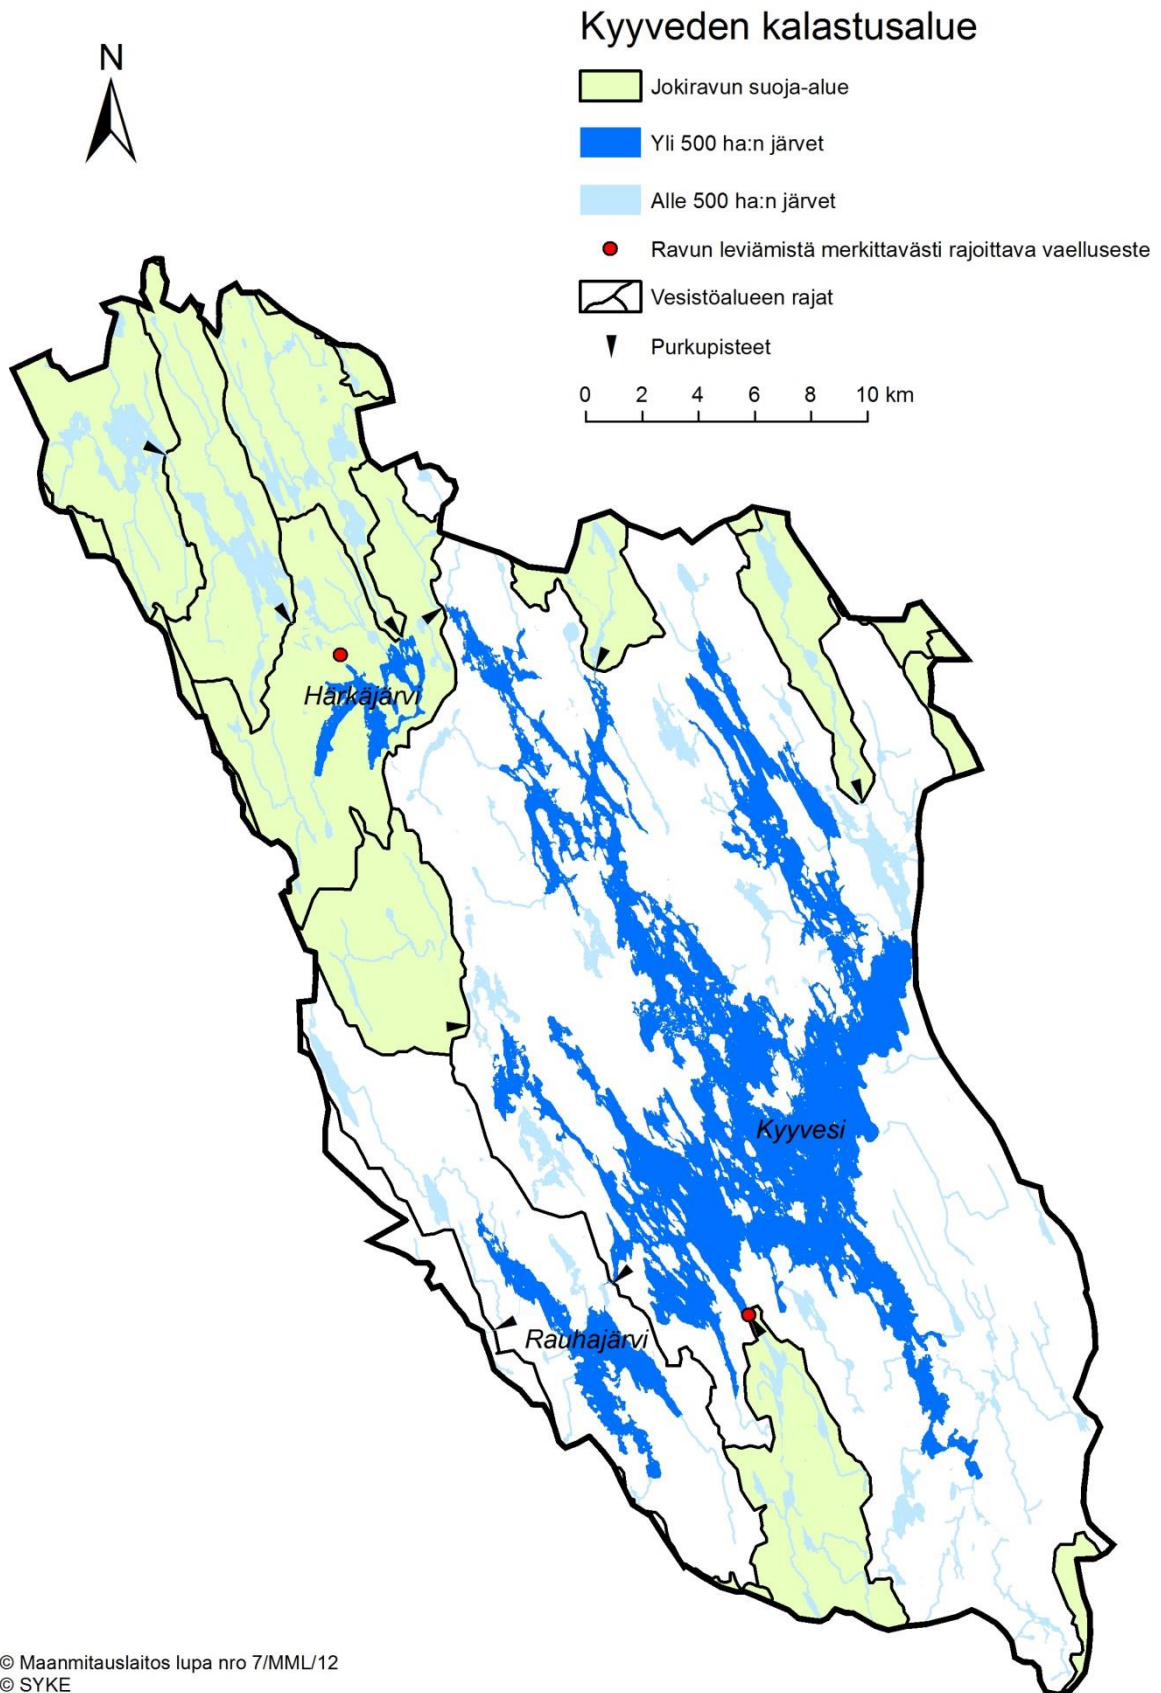 Kyyveden kalastusalue
N
Jokiravun suoja-alue
Yli 500 ha:n järvet
Alle 500 ha:n järvet
Ravun leviämistä merkittävästi rajoittava vaelluseste
Vesistöalueen rajat
Purkupisteet
0 2 4 6 8 10 km
Härkäjärvi
Kyyvesi
Rauhajärvi
© Maanmitauslaitos lupa nro 7/MML/12
© SYKE